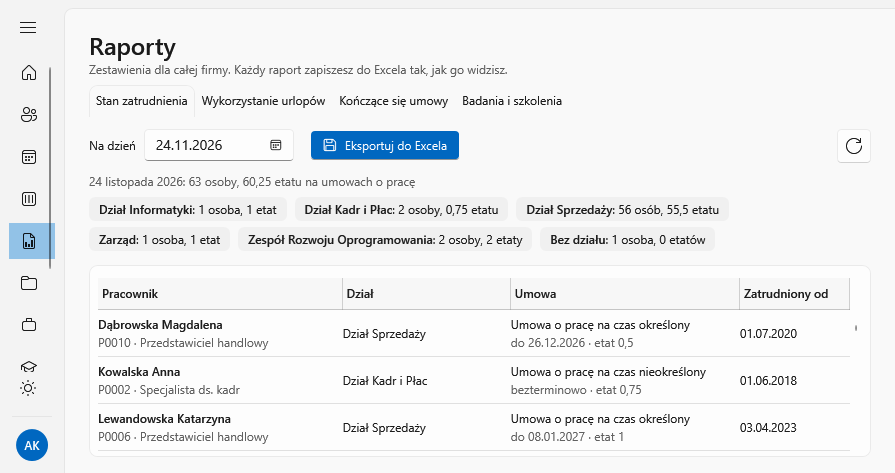 Raporty
Zestawienia dla całej firmy. Każdy raport zapiszesz do Excela tak, jak go widzisz.
Stan zatrudnienia Wykorzystanie urlopów Kończące się umowy Badania i szkolenia
Na dzień 24.11.2026 Eksportuj do Excela
24 listopada 2026: 63 osoby, 60,25 etatu na umowach o pracę
Dział Informatyki: 1 osoba, 1 etat Dział Kadr i Płac: 2 osoby, 0,75 etatu Dział Sprzedaży: 56 osób, 55,5 etatu
Zarząd: 1 osoba, 1 etat Zespół Rozwoju Oprogramowania: 2 osoby, 2 etaty Bez działu: 1 osoba, 0 etatów
Pracownik Dział Umowa Zatrudniony od
Dąbrowska Magdalena Umowa o pracę na czas określony
P0010 · Przedstawiciel handlowy Dział Sprzedaży do 26.12.2026 · etat 0,5 01.07.2020
Kowalska Anna Umowa o pracę na czas nieokreślony
P0002 · Specjalista ds. kadr Dział Kadr i Płac bezterminowo · etat 0,75 01.06.2018
Lewandowska Katarzyna Umowa o pracę na czas określony
P0006 · Przedstawiciel handlowy Dział Sprzedaży do 08.01.2027 · etat 1 03.04.2023
AK